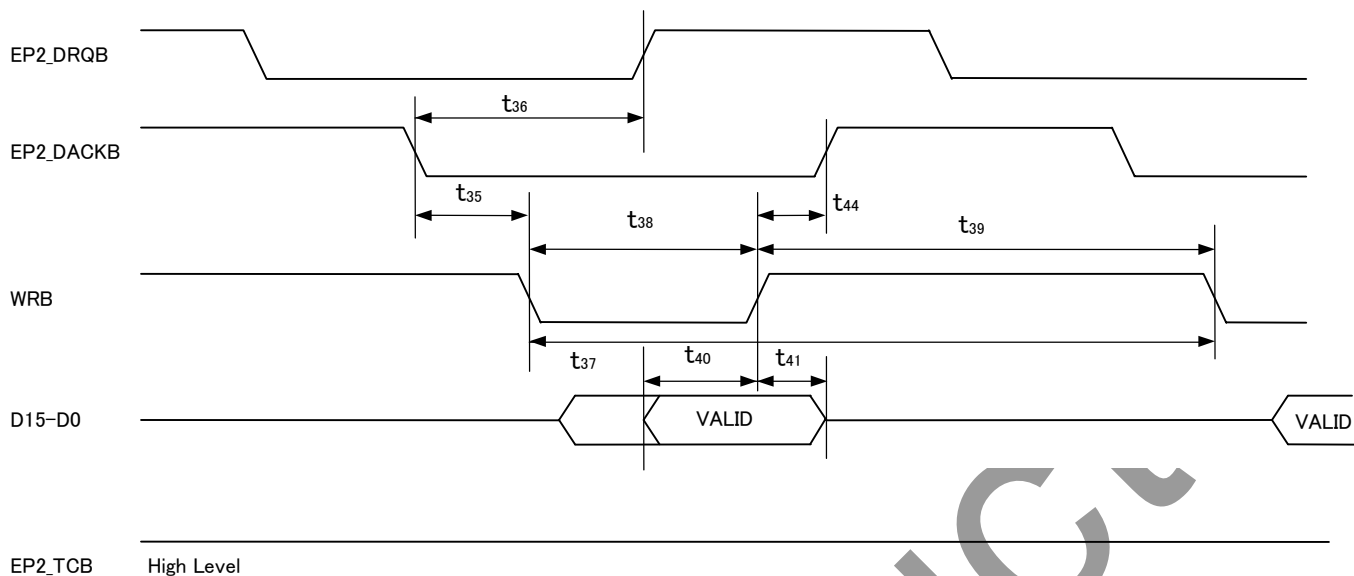 EP2_DRQB
t36
EP2_DACKB
t35
t38
t44
t39
WRB
t37
t40
t41
D15-D0
VALID
VALID
EP2_TCB
High Level